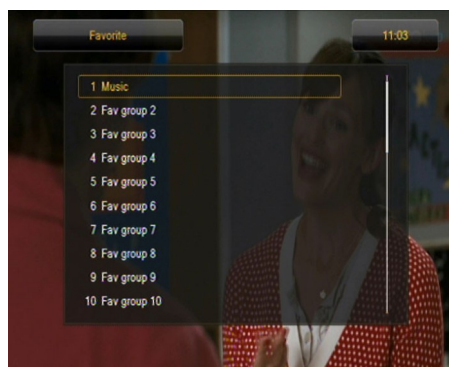 Favorite
11:03
1 Music
2 Fav group 2
3 Fav group 3
4 Fav group 4
5 Fav group 5
6 Fav group 6
7 Fav group 7
8 Fav group 8
9 Fav group 9
10 Fav group 10